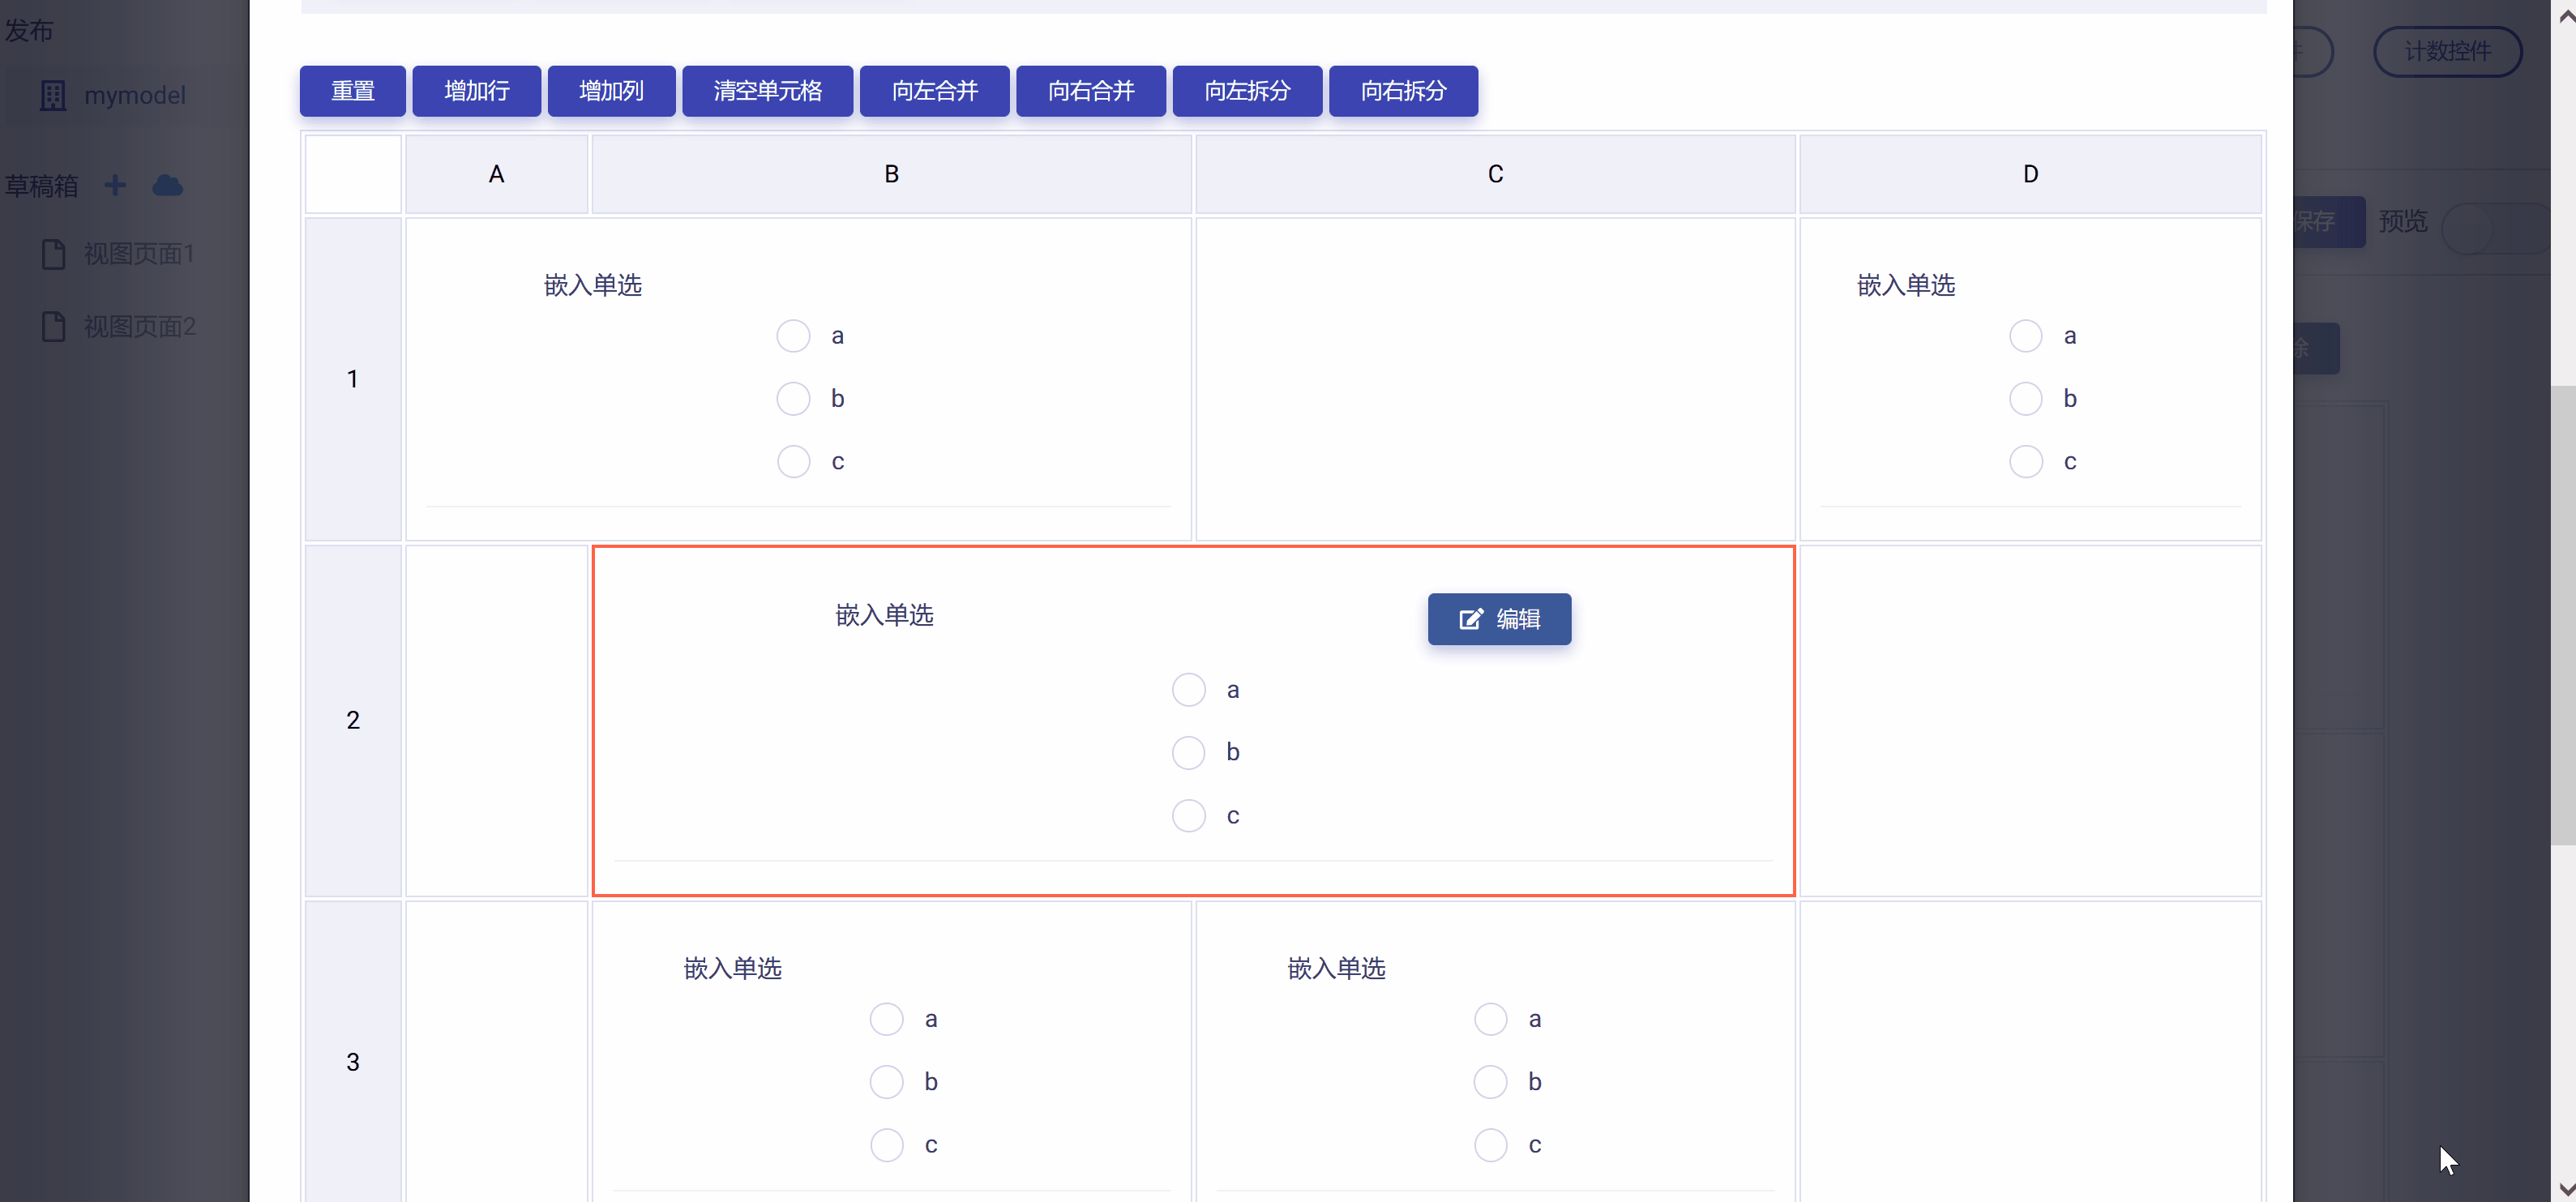 发布
mymodel
草稿箱
视图页面1
视图页面2
计数控件
保存
预览
除
重置 增加行 增加列 清空单元格 向左合并 向右合并 向左拆分 向右拆分
A B C D
1
嵌入单选
a
b
c
嵌入单选
a
b
c
2
嵌入单选
编辑
a
b
c
3
嵌入单选
a
b
c
嵌入单选
a
b
c